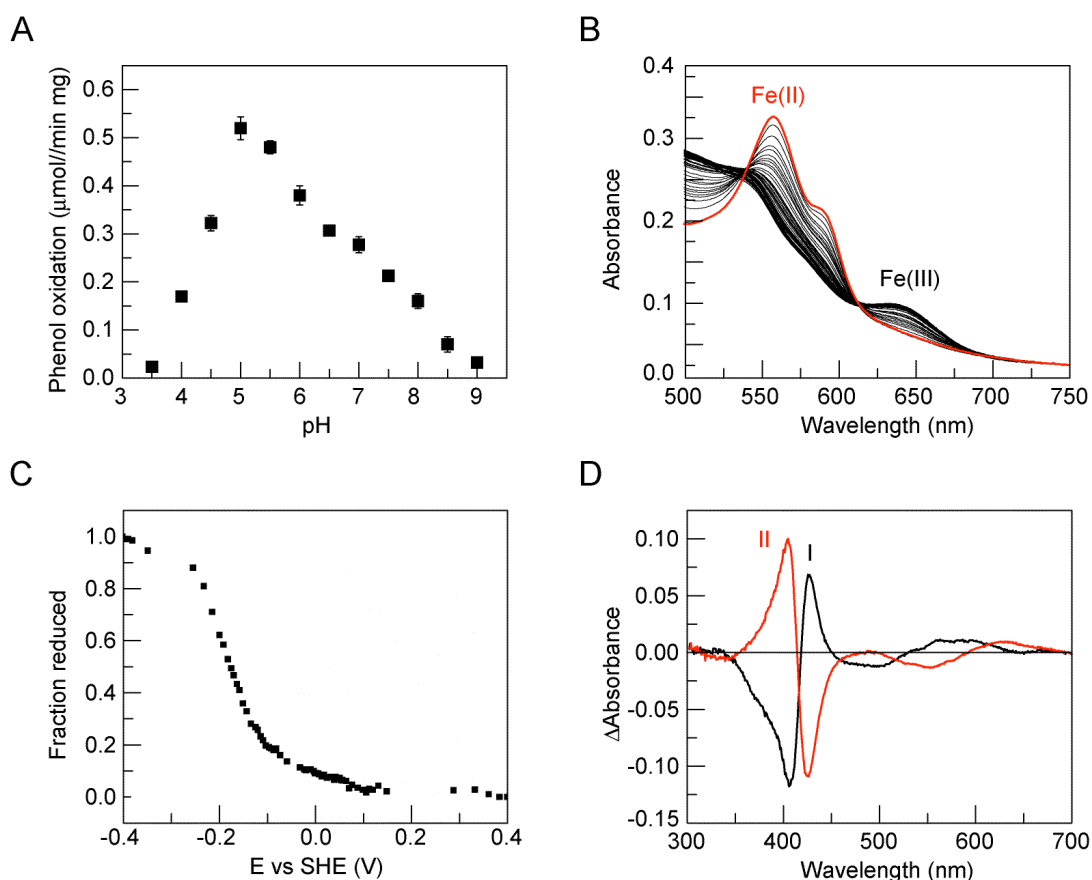 A
Phenol oxidation (μmol//min mg)
0.6
0.5
0.4
0.3
0.2
0.1
0.0
3 4 5 6 7 8 9
pH
B
Absorbance
0.4
0.3
0.2
0.1
0.0
Fe(II)
Fe(III)
500 550 600 650 700 750
Wavelength (nm)
C
Fraction reduced
1.0
0.8
0.6
0.4
0.2
0.0
-0.4 -0.2 0.0 0.2 0.4
E vs SHE (V)
D
ΔAbsorbance
0.10
0.05
0.00
-0.05
-0.10
-0.15
II I
300 400 500 600 700
Wavelength (nm)